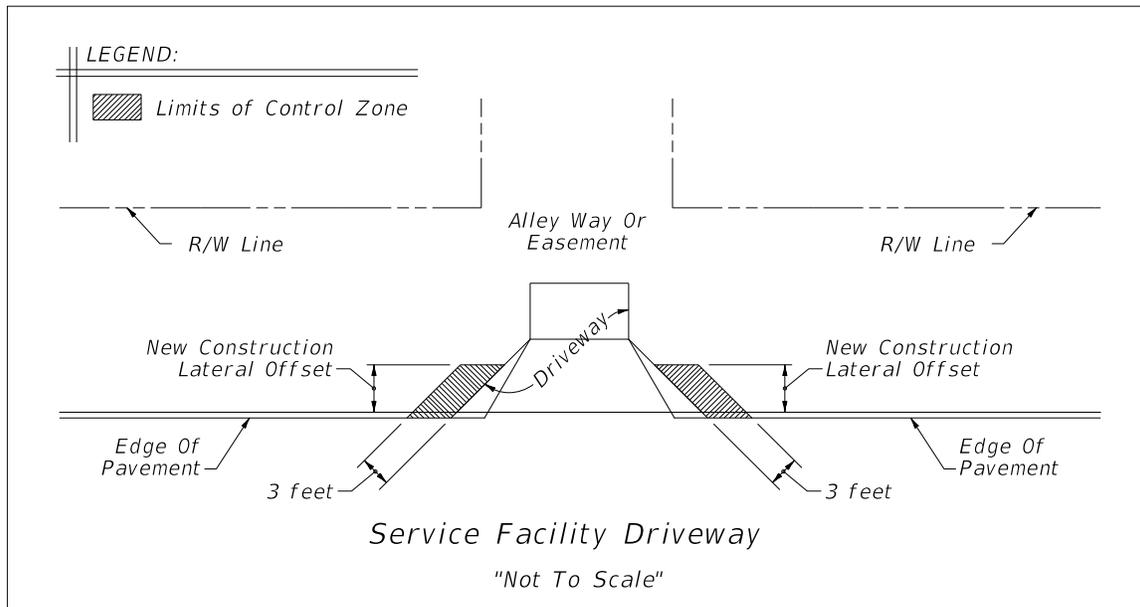 LEGEND:
Limits of Control Zone
Alley Way Or
Easement
R/W Line
R/W Line
Driveway
New Construction
Lateral Offset
New Construction
Lateral Offset
Edge Of
Pavement
Edge Of
Pavement
3 feet
3 feet
Service Facility Driveway
"Not To Scale"